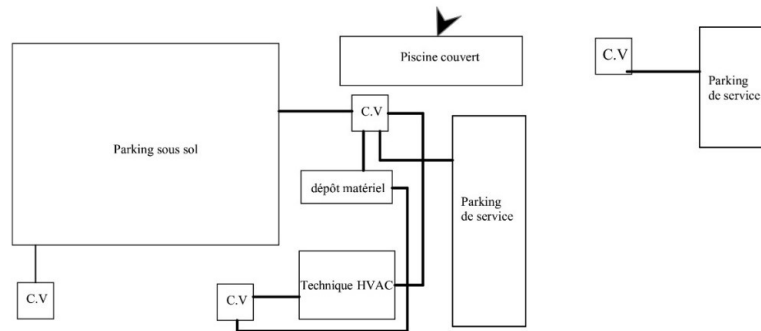 Piscine couvert
C.V
Parking
de service
C.V
Parking sous sol
dépôt matériel
Parking
de service
Technique HVAC
C.V
C.V